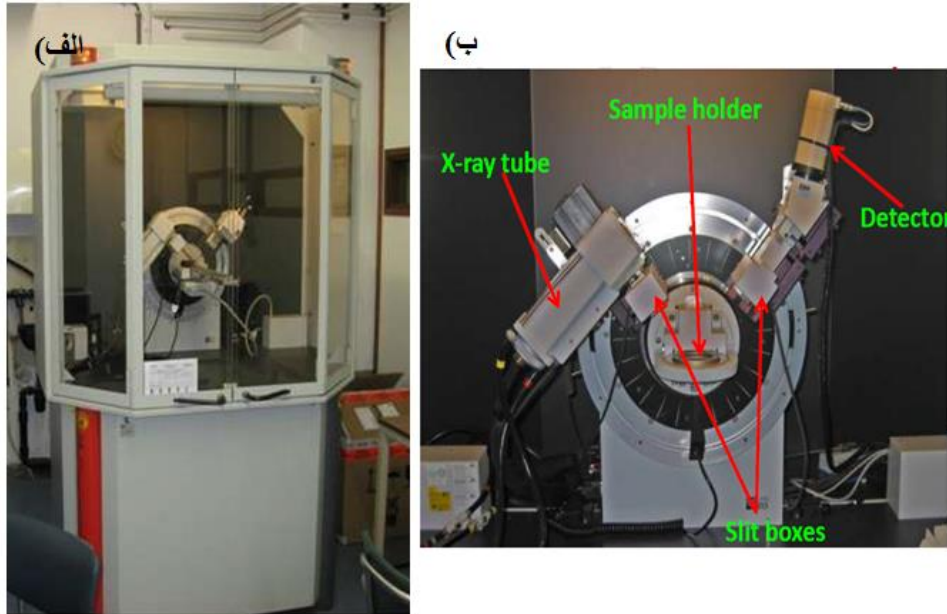 الف)
ب)
Sample holder
X-ray tube
Detector
Slit boxes